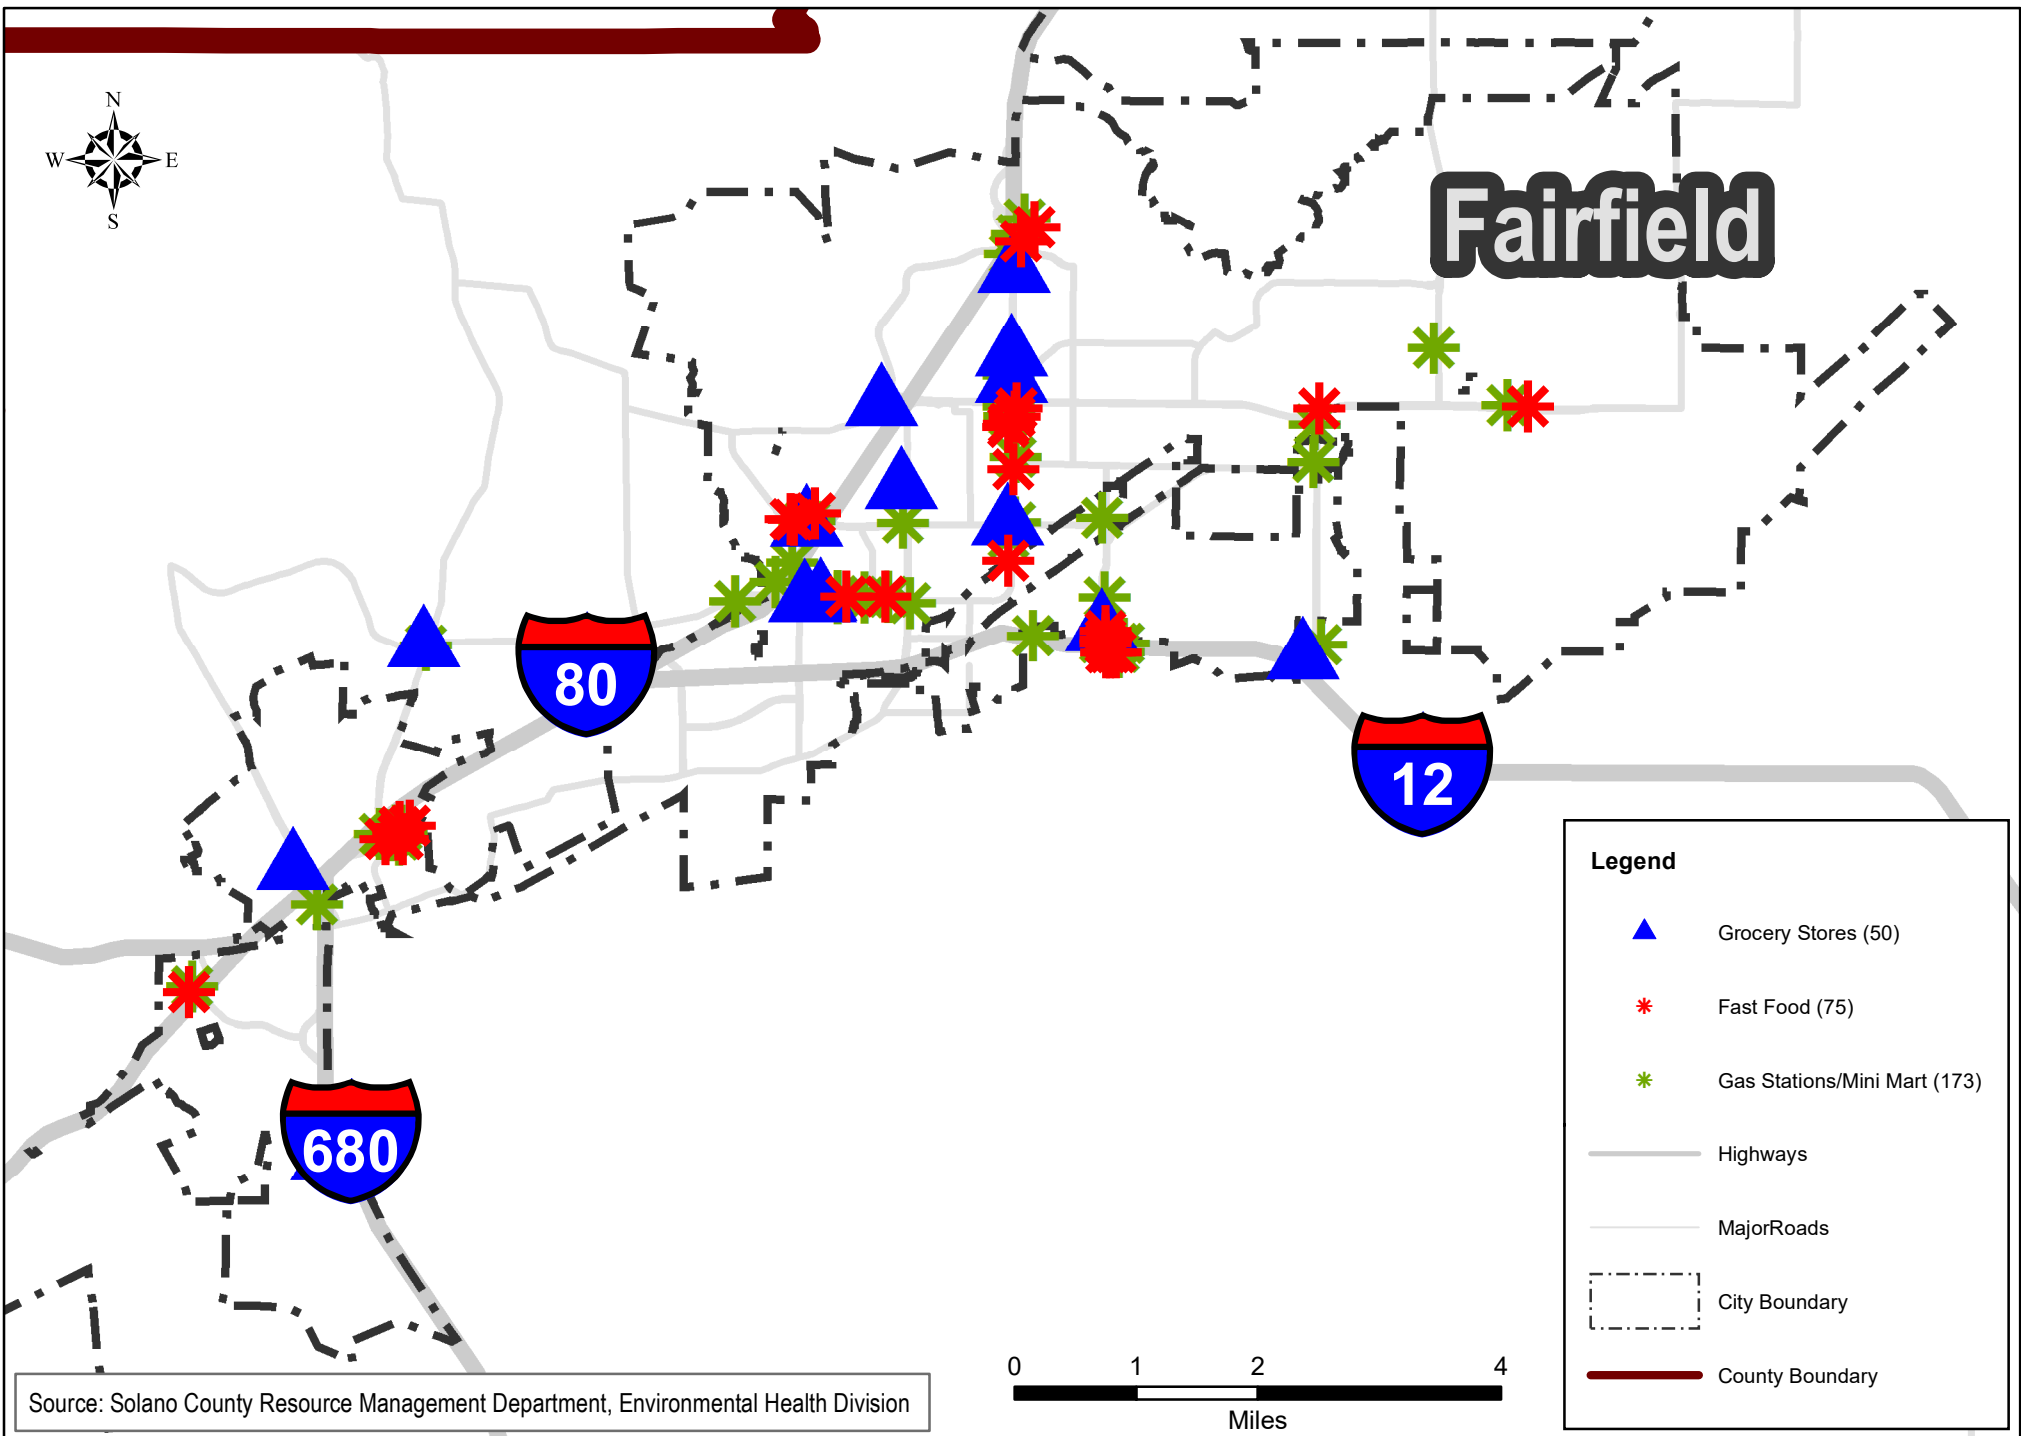 N
W E
S
Fairfield
80
12
680
Legend
Grocery Stores (50)
Fast Food (75)
Gas Stations/Mini Mart (173)
Highways
MajorRoads
City Boundary
County Boundary
0 1 2 4
Miles
Source: Solano County Resource Management Department, Environmental Health Division